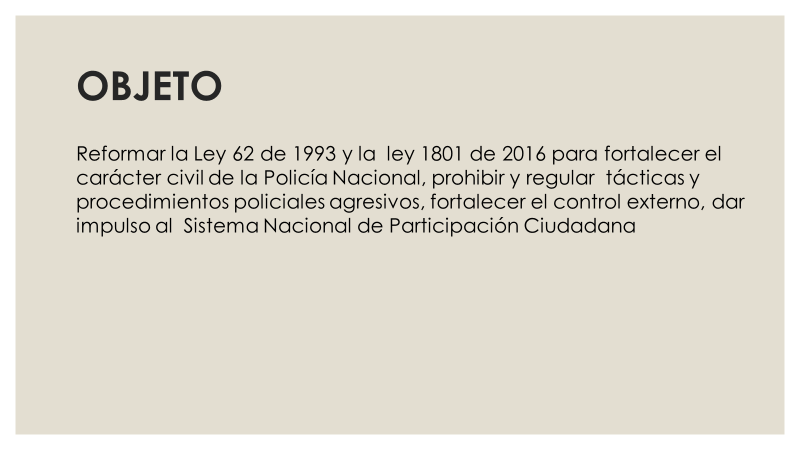 OBJETO
Reformar la Ley 62 de 1993 y la  ley 1801 de 2016 para fortalecer el
carácter civil de la Policía Nacional, prohibir y regular  tácticas y
procedimientos policiales agresivos, fortalecer el control externo, dar
impulso al  Sistema Nacional de Participación Ciudadana